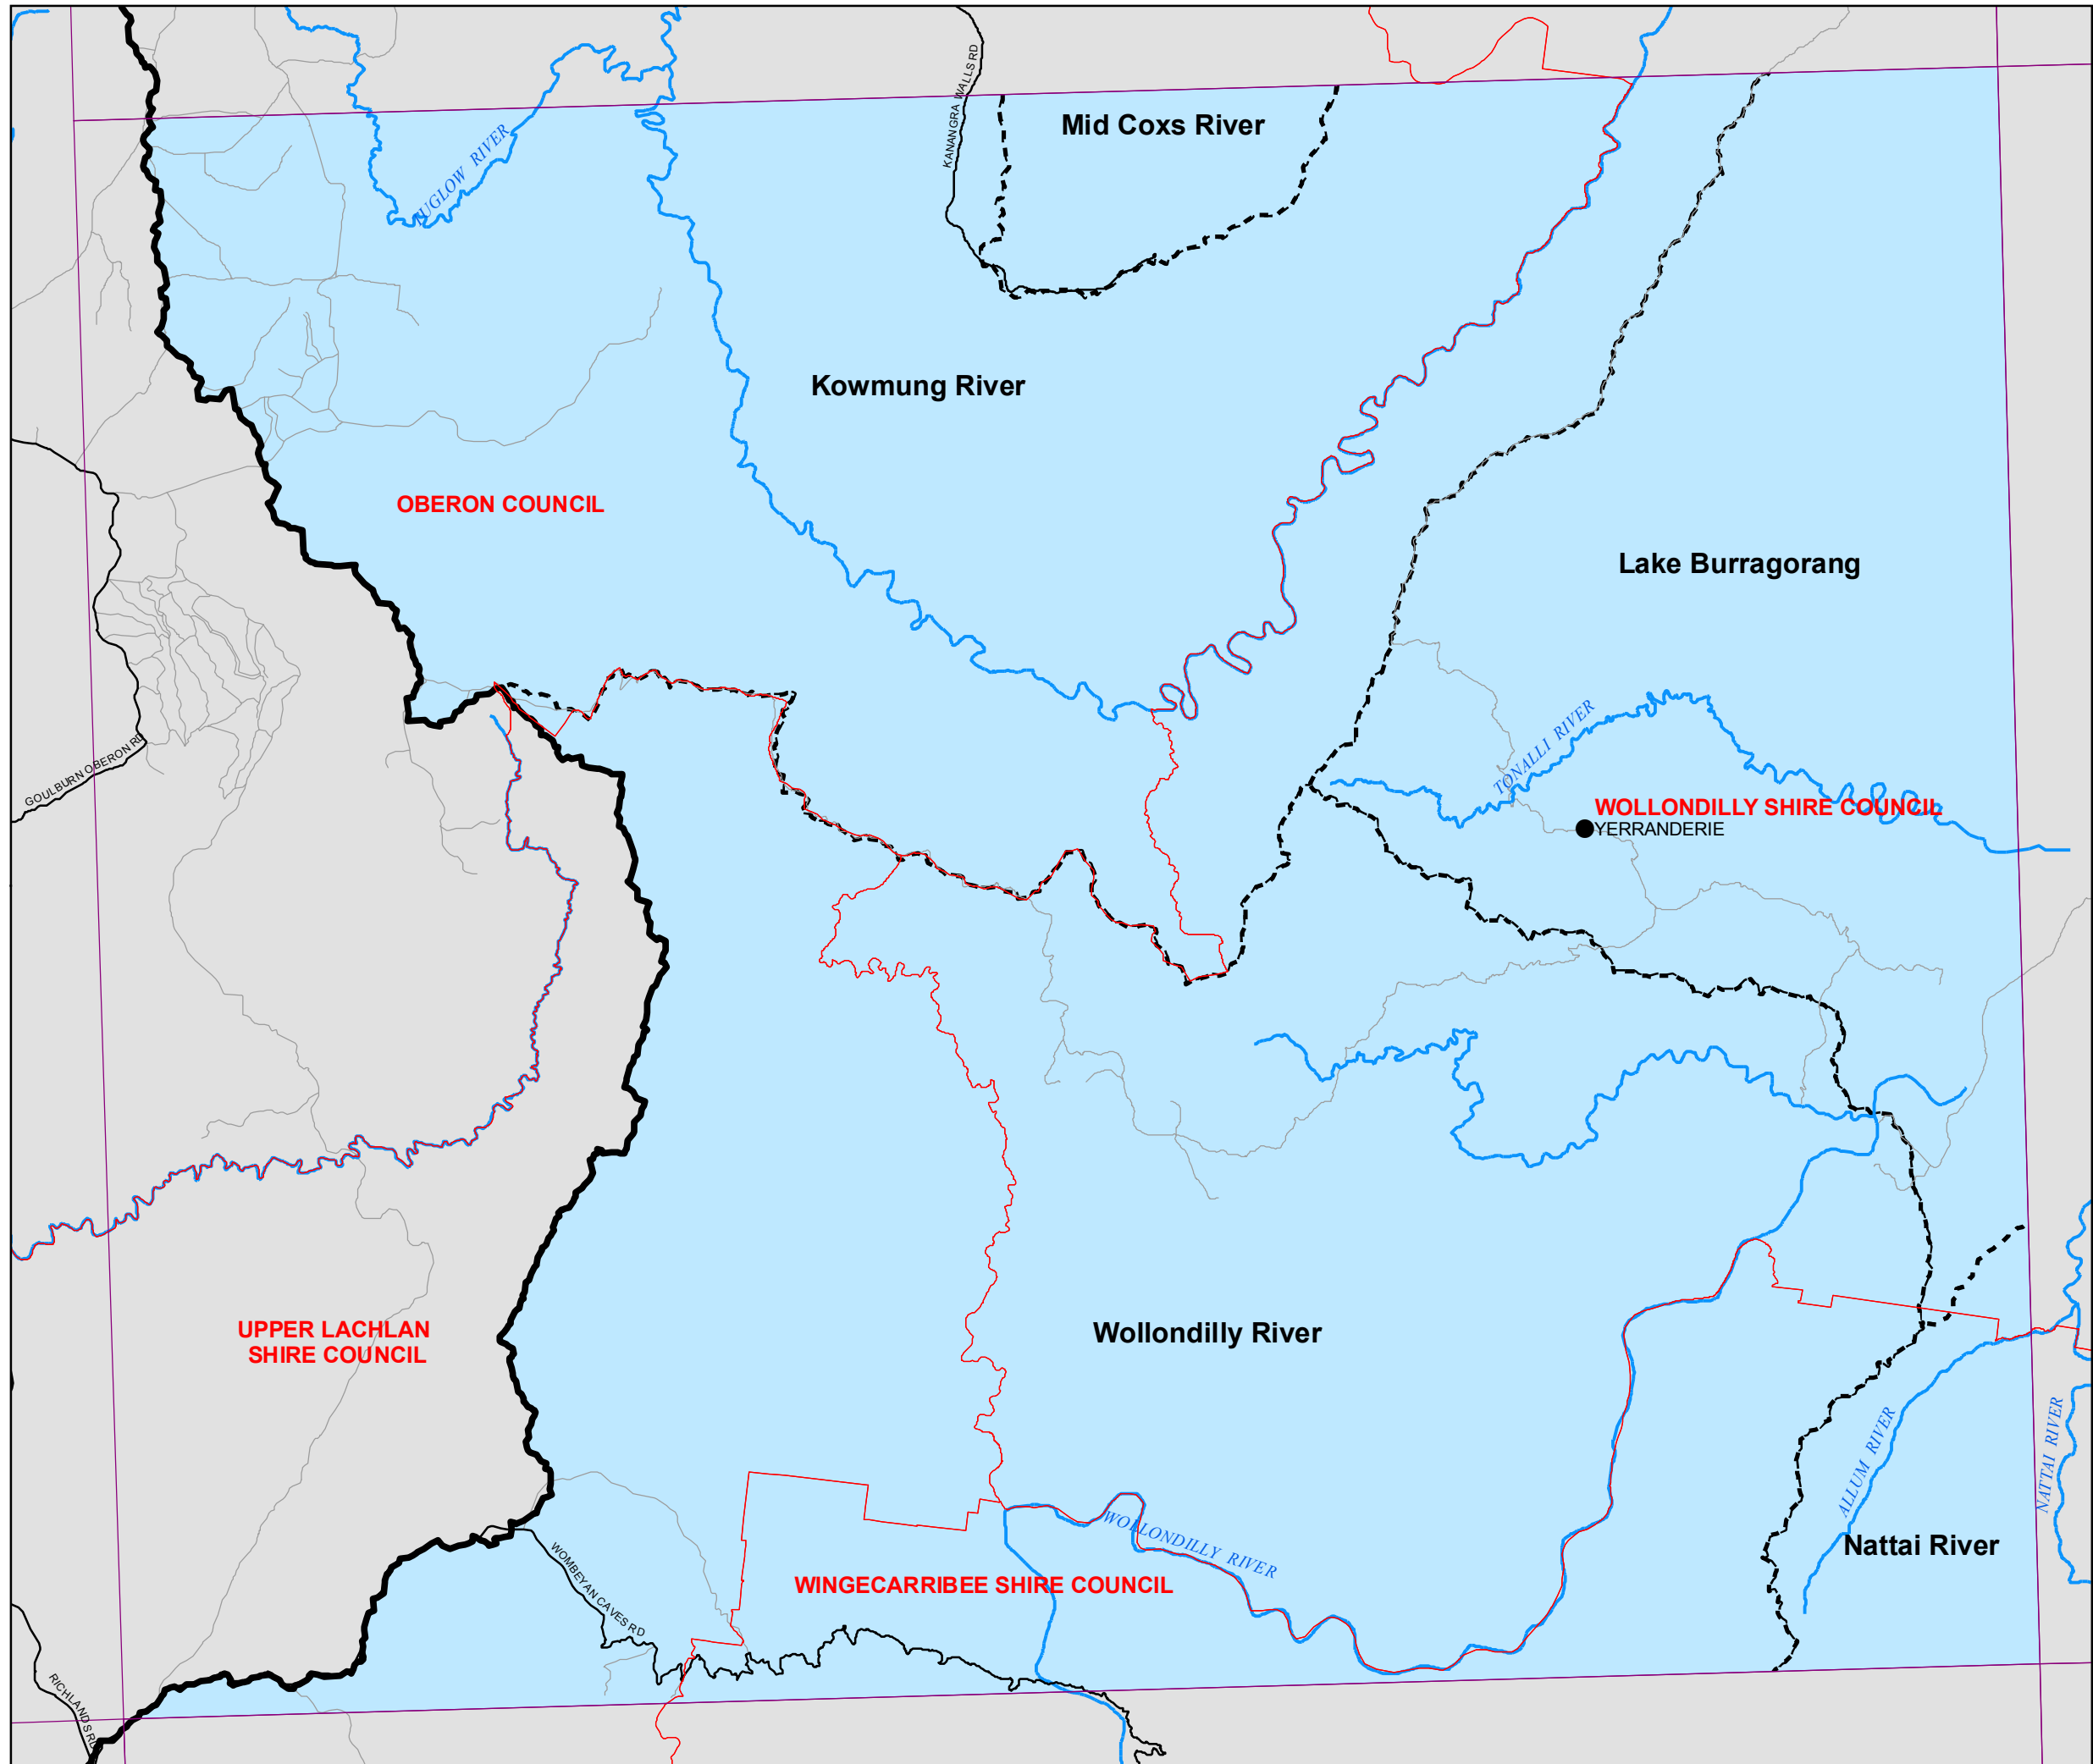 KANANGRA WALLS RD
Mid Coxs River
TUGLOW RIVER
Kowmung River
OBERON COUNCIL
Lake Burragorang
GOULBURN OBERON RD
TONALLI RIVER
WOLLONDILLY SHIRE COUNCIL
YERRANDERIE
UPPER LACHLAN
SHIRE COUNCIL
Wollondilly River
ALLUM RIVER
NATTAI RIVER
WOLLONDILLY RIVER
Nattai River
WOMBEYAN CAVES RD
WINGECARRIBEE SHIRE COUNCIL
RICHLANDS RD